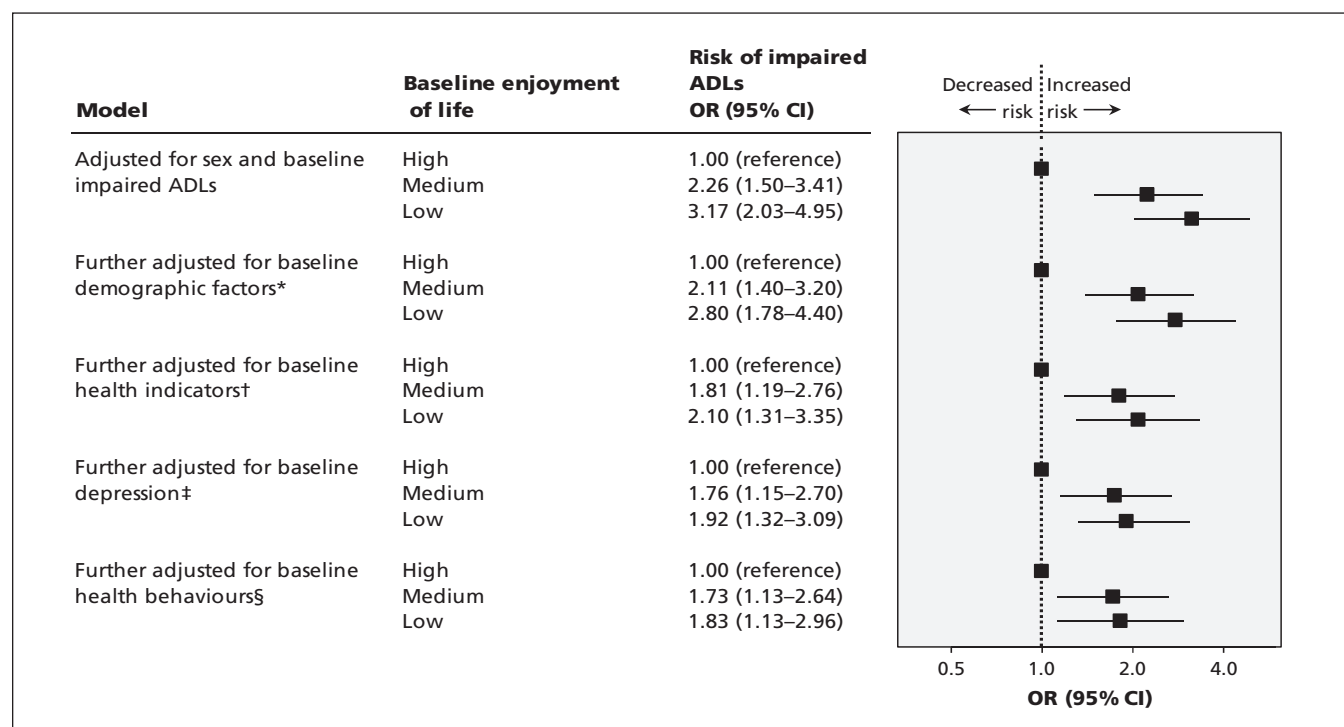 Model
Baseline enjoyment
of life
Risk of impaired
ADLs
OR (95% CI)
Decreased risk
Increased risk
Adjusted for sex and baseline
impaired ADLs
High 1.00 (reference)
Medium 2.26 (1.50–3.41)
Low 3.17 (2.03–4.95)
Further adjusted for baseline
demographic factors*
High 1.00 (reference)
Medium 2.11 (1.40–3.20)
Low 2.80 (1.78–4.40)
Further adjusted for baseline
health indicators†
High 1.00 (reference)
Medium 1.81 (1.19–2.76)
Low 2.10 (1.31–3.35)
Further adjusted for baseline
depression‡
High 1.00 (reference)
Medium 1.76 (1.15–2.70)
Low 1.92 (1.32–3.09)
Further adjusted for baseline
health behaviours§
High 1.00 (reference)
Medium 1.73 (1.13–2.64)
Low 1.83 (1.13–2.96)
0.5 1.0 2.0 4.0
OR (95% CI)